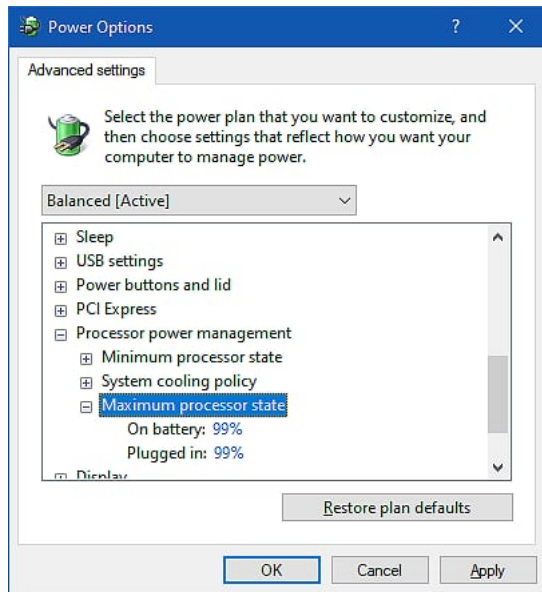 Power Options
Advanced settings
Select the power plan that you want to customize, and
then choose settings that reflect how you want your
computer to manage power.
Balanced [Active]
Sleep
USB settings
Power buttons and lid
PCI Express
Processor power management
Minimum processor state
System cooling policy
Maximum processor state
On battery: 99%
Plugged in: 99%
Display
Restore plan defaults
OK Cancel Apply